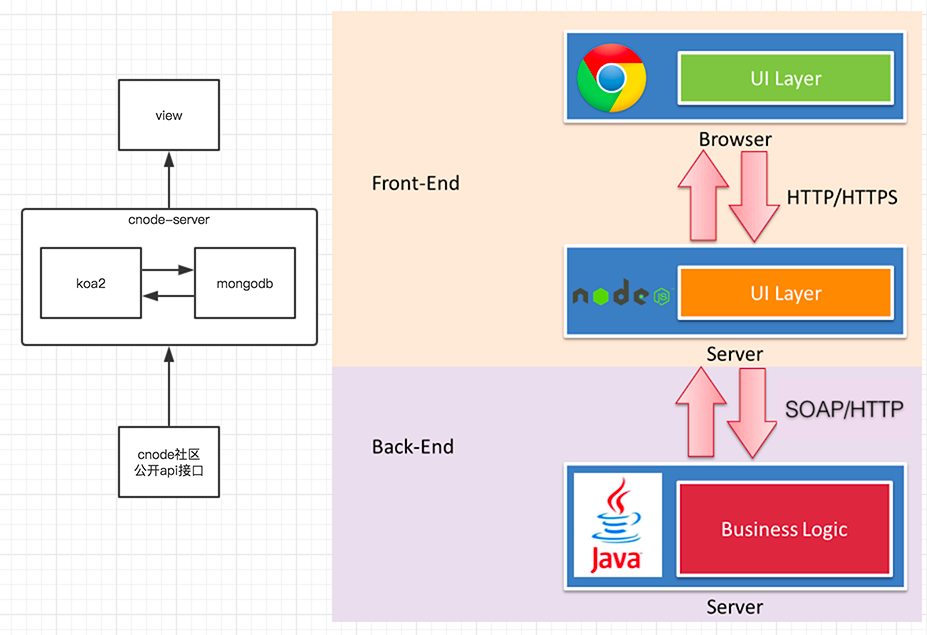 view
cnode-server
koa2
mongodb
cnode社区
公开api接口
Front-End
UI Layer
Browser
HTTP/HTTPS
node
JS
UI Layer
Server
Back-End
SOAP/HTTP
Java
Business Logic
Server